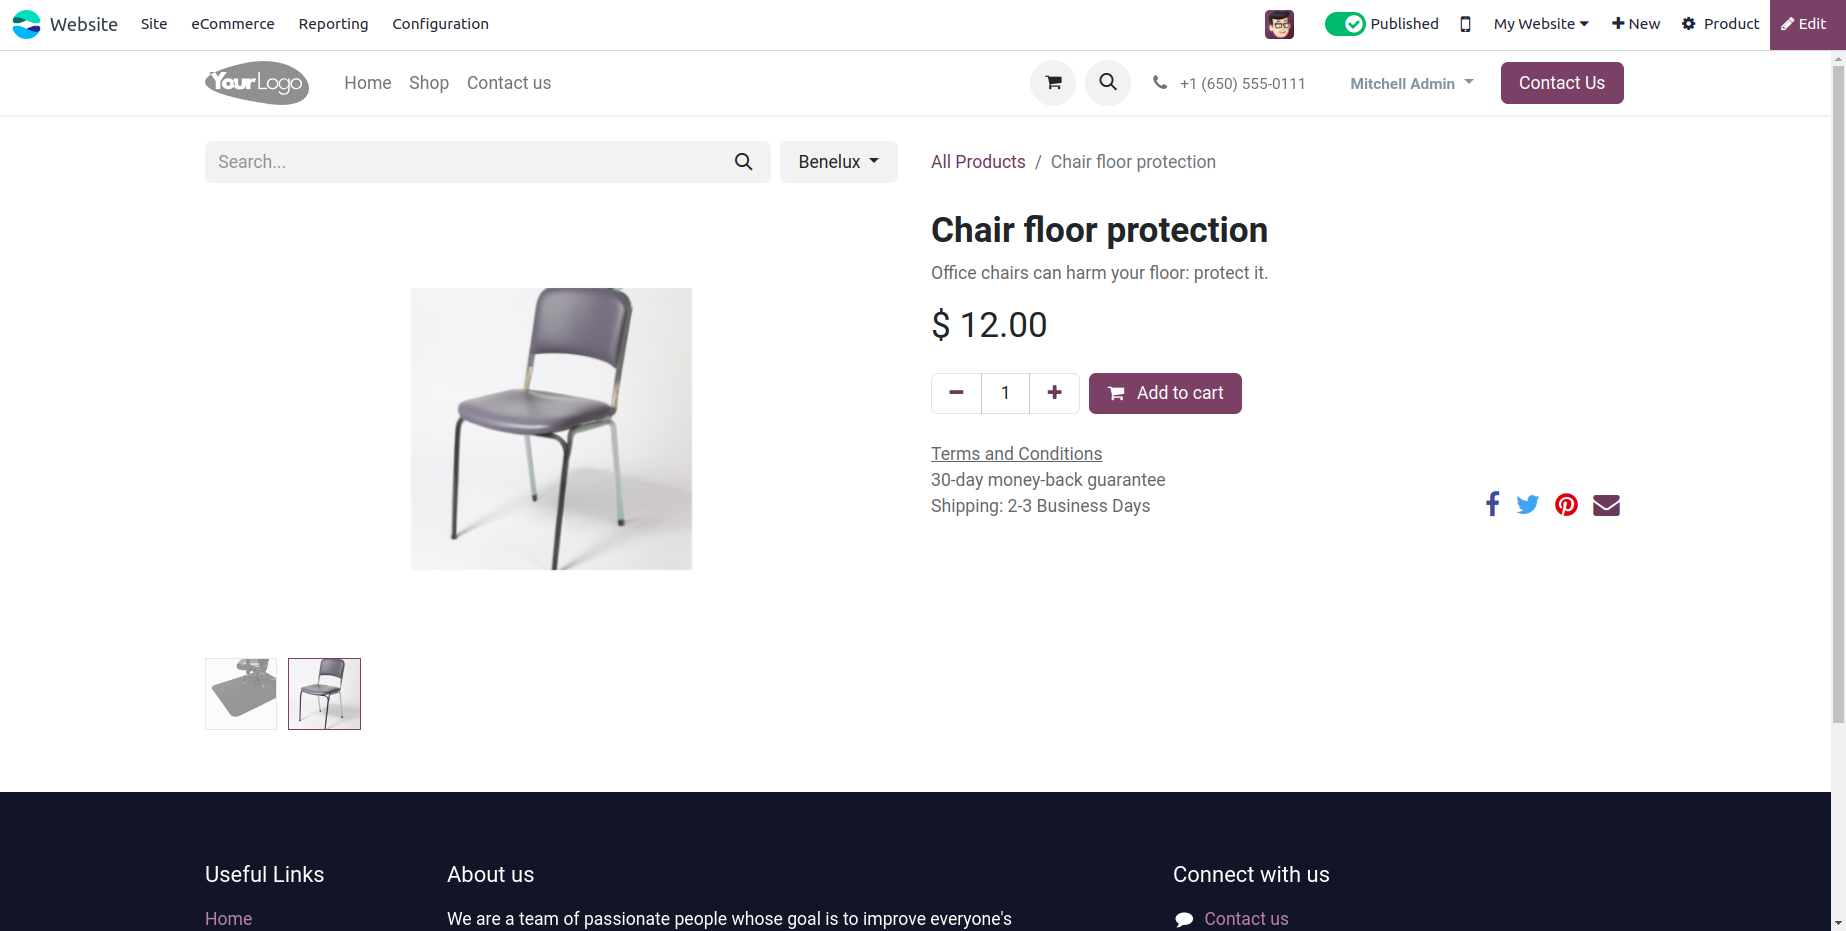 Website Site eCommerce Reporting Configuration Published My Website New Product Edit
YourLogo Home Shop Contact us +1 (650) 555-0111 Mitchell Admin Contact Us
Search... Benelux All Products / Chair floor protection
Chair floor protection
Office chairs can harm your floor: protect it.
$ 12.00
1 Add to cart
Terms and Conditions
30-day money-back guarantee
Shipping: 2-3 Business Days
Useful Links About us Connect with us
Home We are a team of passionate people whose goal is to improve everyone's Contact us